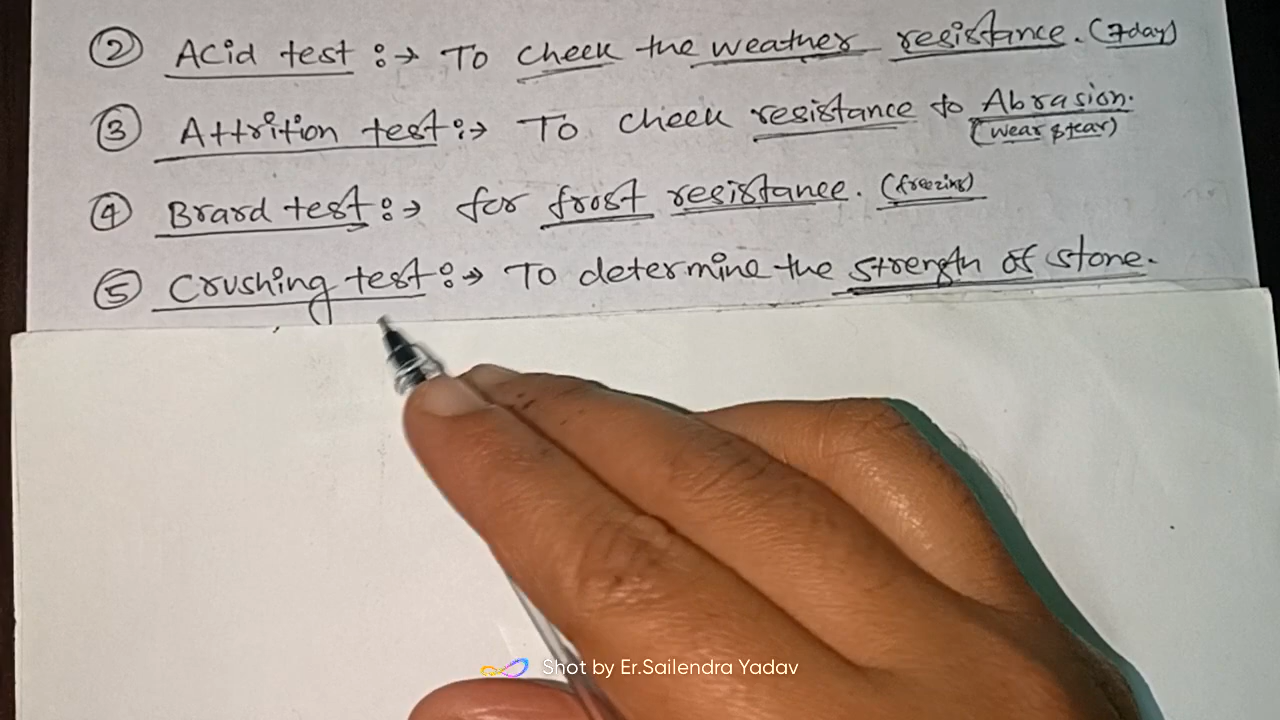 ② Acid test :→ To check the weather resistance. (7day)
③ Attrition test :→ To check resistance to Abrasion.
(wear & tear)
④ Brard test :→ for frost resistance. (freezing)
⑤ Crushing test :→ To determine the strength of stone.
Shot by Er.Sailendra Yadav